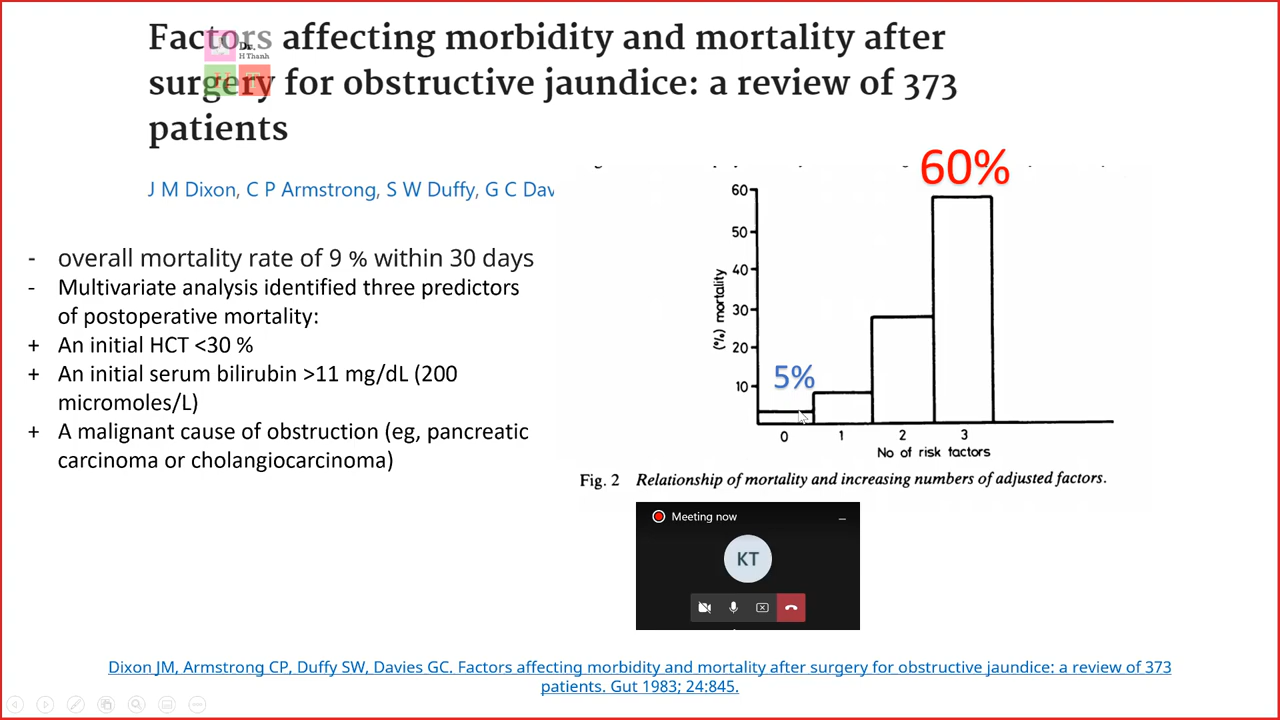 Factors affecting morbidity and mortality after
surgery for obstructive jaundice: a review of 373
patients
Dr.
H Thanh
H T
J M Dixon, C P Armstrong, S W Duffy, G C Dav
- overall mortality rate of 9 % within 30 days
- Multivariate analysis identified three predictors
of postoperative mortality:
+ An initial HCT <30 %
+ An initial serum bilirubin >11 mg/dL (200
micromoles/L)
+ A malignant cause of obstruction (eg, pancreatic
carcinoma or cholangiocarcinoma)
60%
5%
(%) mortality
60
50
40
30
20
10
0 1 2 3
No of risk factors
Fig. 2 Relationship of mortality and increasing numbers of adjusted factors.
Meeting now
KT
Dixon JM, Armstrong CP, Duffy SW, Davies GC. Factors affecting morbidity and mortality after surgery for obstructive jaundice: a review of 373
patients. Gut 1983; 24:845.